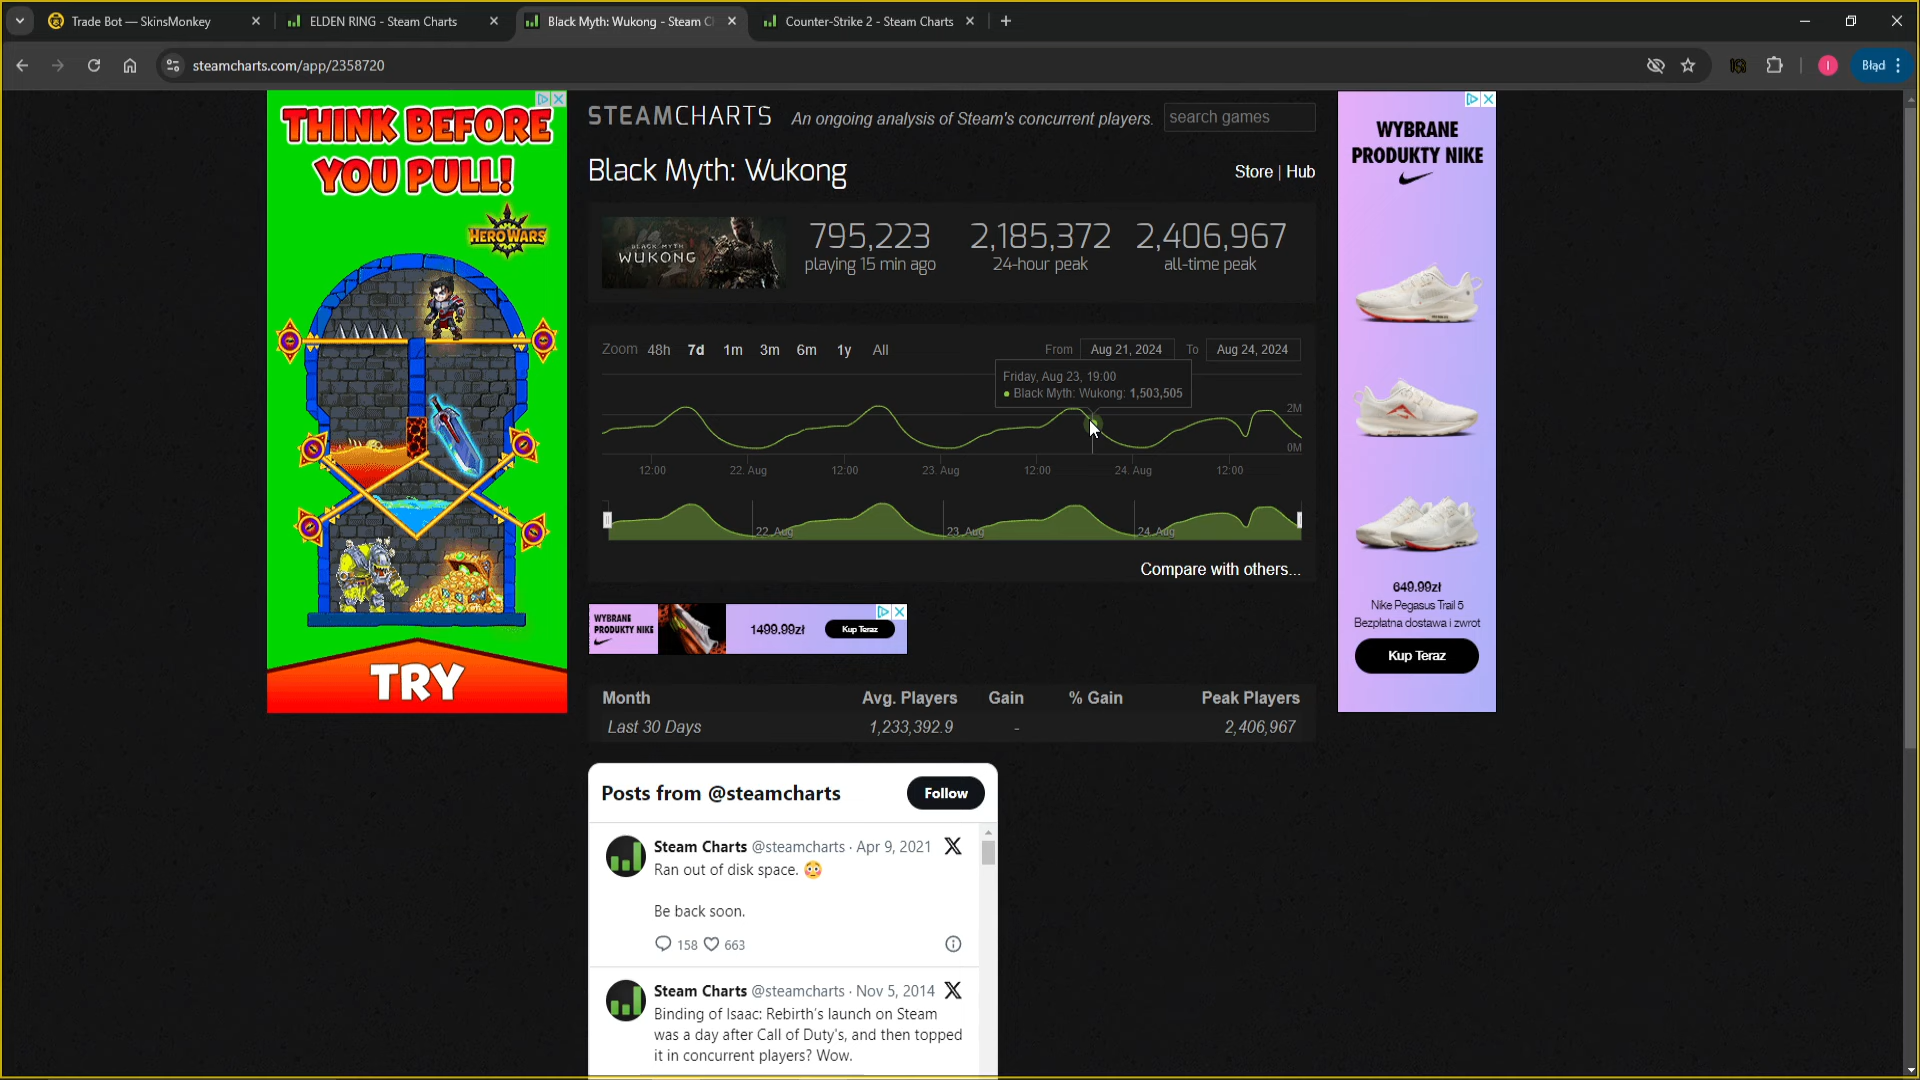 Trade Bot — SkinsMonkey
ELDEN RING - Steam Charts
Black Myth: Wukong - Steam C
Counter-Strike 2 - Steam Charts
steamcharts.com/app/2358720
Błąd
THINK BEFORE
YOU PULL!
HERO WARS
TRY
STEAMCHARTS
An ongoing analysis of Steam's concurrent players.
search games
Black Myth: Wukong
Store | Hub
BLACK MYTH
WUKONG
795,223
playing 15 min ago
2,185,372
24-hour peak
2,406,967
all-time peak
Zoom 48h 7d 1m 3m 6m 1y All
From Aug 21, 2024 To Aug 24, 2024
Friday, Aug 23, 19:00
● Black Myth: Wukong: 1,503,505
2M
0M
12:00 22. Aug 12:00 23. Aug 12:00 24. Aug 12:00
22. Aug 23. Aug 24. Aug
Compare with others...
WYBRANE
PRODUKTY NIKE
1499.99zł
Kup Teraz
Month Avg. Players Gain % Gain Peak Players
Last 30 Days 1,233,392.9 - 2,406,967
Posts from @steamcharts
Follow
Steam Charts @steamcharts · Apr 9, 2021
Ran out of disk space. 😳
Be back soon.
158 663
Steam Charts @steamcharts · Nov 5, 2014
Binding of Isaac: Rebirth's launch on Steam
was a day after Call of Duty's, and then topped
it in concurrent players? Wow.
WYBRANE
PRODUKTY NIKE
649.99zł
Nike Pegasus Trail 5
Bezpłatna dostawa i zwrot
Kup Teraz